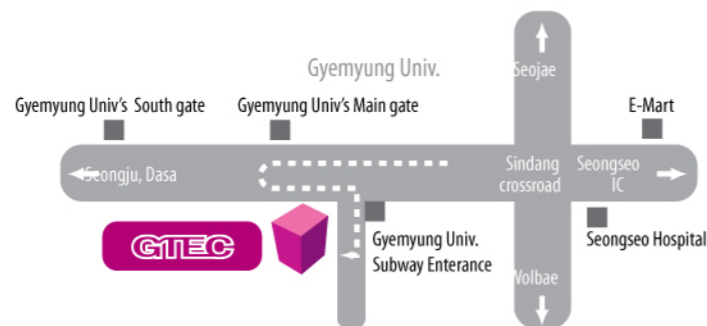 Gyemyung Univ.
Seojae
Gyemyung Univ's South gate
Gyemyung Univ's Main gate
E-Mart
Seongju, Dasa
Sindang
crossroad
Seongseo
IC
GTEC
Gyemyung Univ.
Subway Enterance
Seongseo Hospital
Wolbae